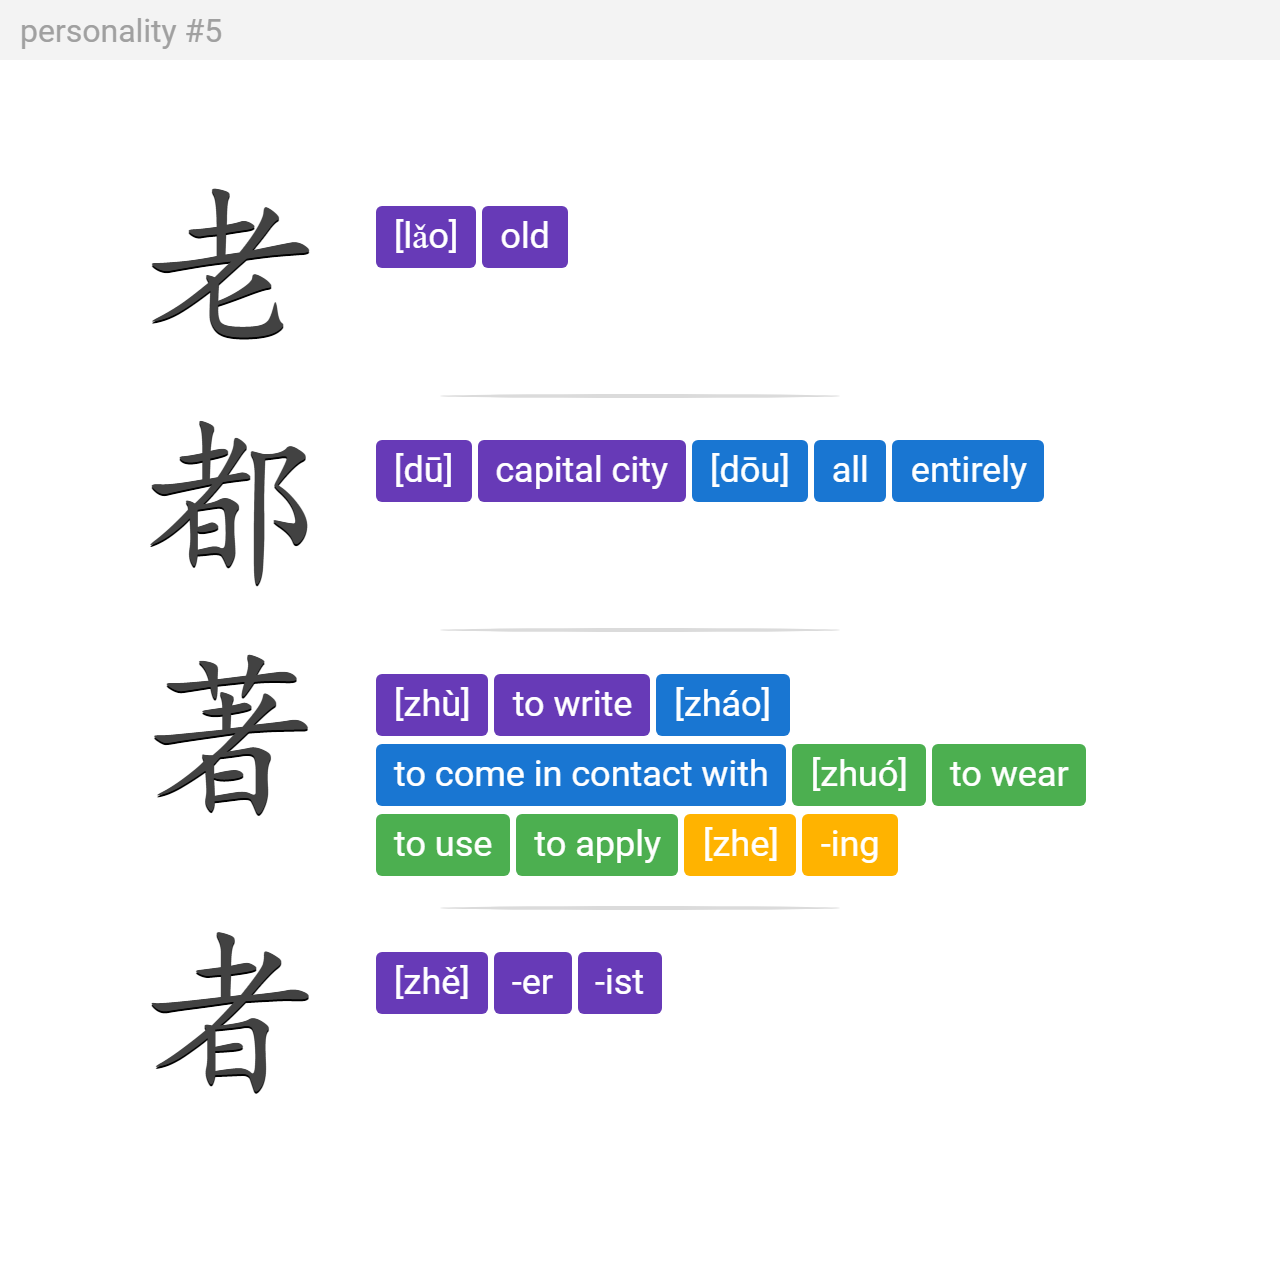 personality #5
老 [lǎo] old
都 [dū] capital city [dōu] all entirely
著 [zhù] to write [zháo]
to come in contact with [zhuó] to wear
to use to apply [zhe] -ing
者 [zhě] -er -ist